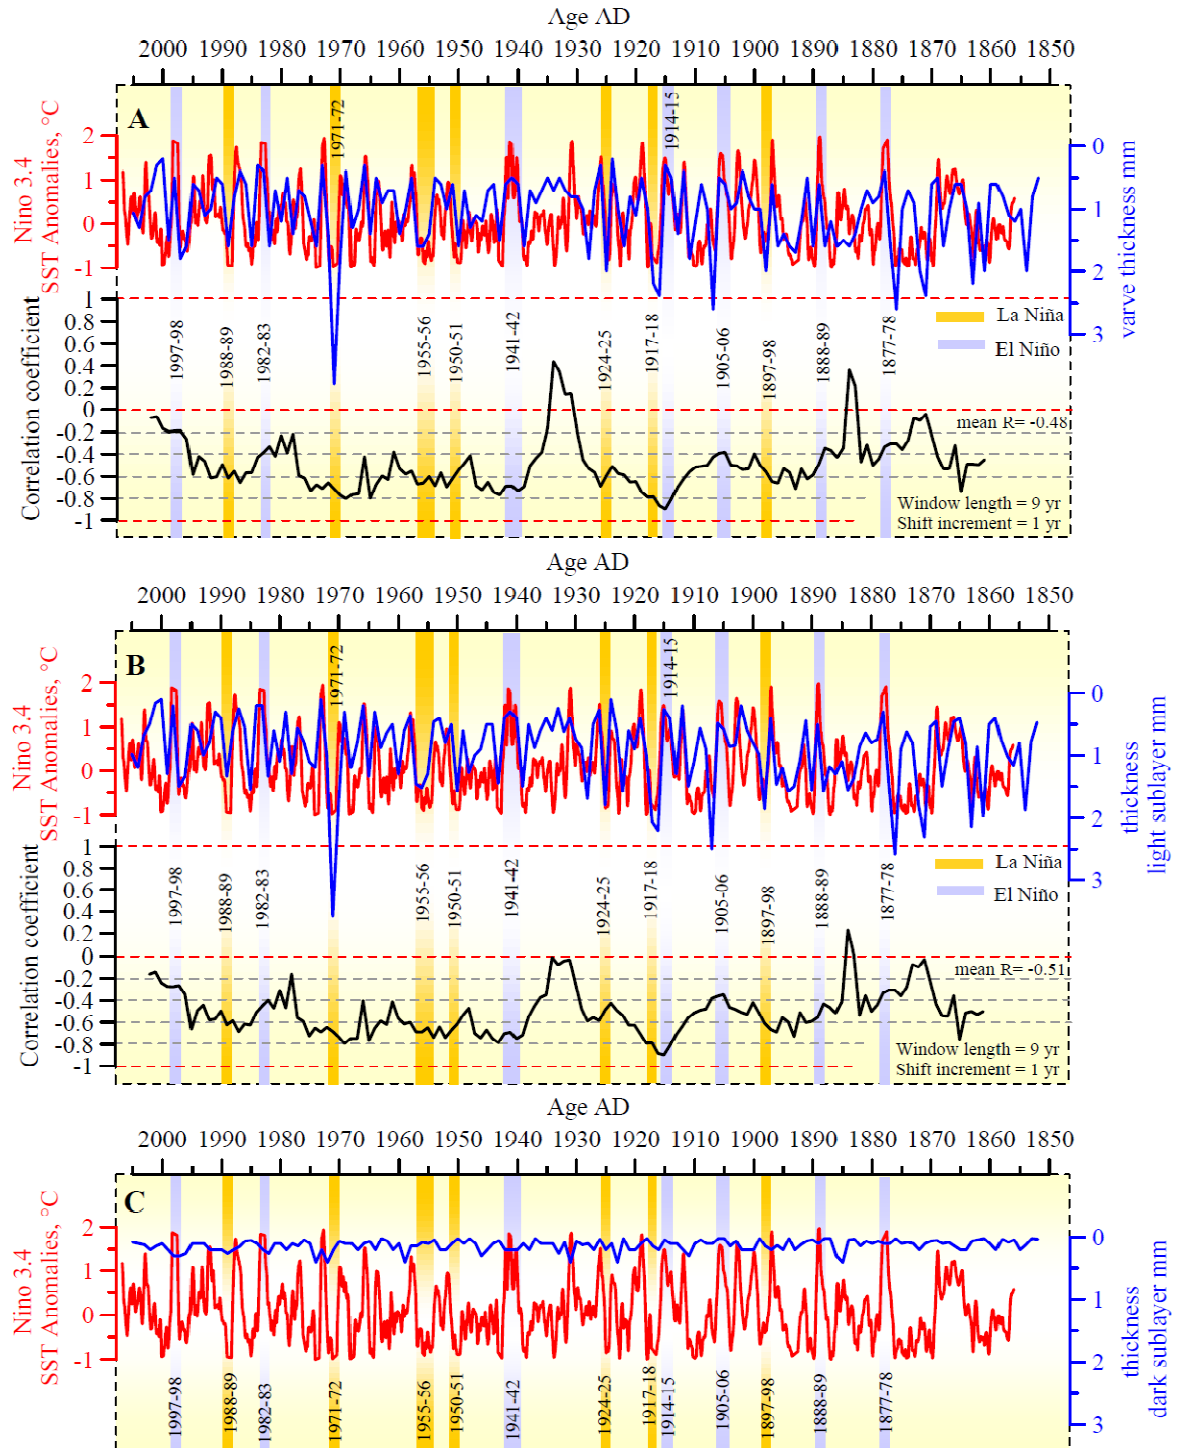 Age AD
2000 1990 1980 1970 1960 1950 1940 1930 1920 1910 1900 1890 1880 1870 1860 1850
A
1971-72
1914-15
Nino 3.4
SST Anomalies, °C
2
1
0
-1
0
1
2
3
varve thickness mm
Correlation coefficient
1
0.8
0.6
0.4
0.2
0
-0.2
-0.4
-0.6
-0.8
-1
La Niña
El Niño
1997-98
1988-89
1982-83
1955-56
1950-51
1941-42
1924-25
1917-18
1905-06
1897-98
1888-89
1877-78
mean R= -0.48
Window length = 9 yr
Shift increment = 1 yr
Age AD
2000 1990 1980 1970 1960 1950 1940 1930 1920 1910 1900 1890 1880 1870 1860 1850
B
1971-72
1914-15
Nino 3.4
SST Anomalies, °C
2
1
0
-1
0
1
2
3
thickness
light sublayer mm
Correlation coefficient
1
0.8
0.6
0.4
0.2
0
-0.2
-0.4
-0.6
-0.8
-1
La Niña
El Niño
1997-98
1988-89
1982-83
1955-56
1950-51
1941-42
1924-25
1917-18
1905-06
1897-98
1888-89
1877-78
mean R= -0.51
Window length = 9 yr
Shift increment = 1 yr
Age AD
2000 1990 1980 1970 1960 1950 1940 1930 1920 1910 1900 1890 1880 1870 1860 1850
C
Nino 3.4
SST Anomalies, °C
2
1
0
-1
0
1
2
3
thickness
dark sublayer mm
1997-98
1988-89
1982-83
1971-72
1955-56
1950-51
1941-42
1924-25
1917-18
1914-15
1905-06
1897-98
1888-89
1877-78